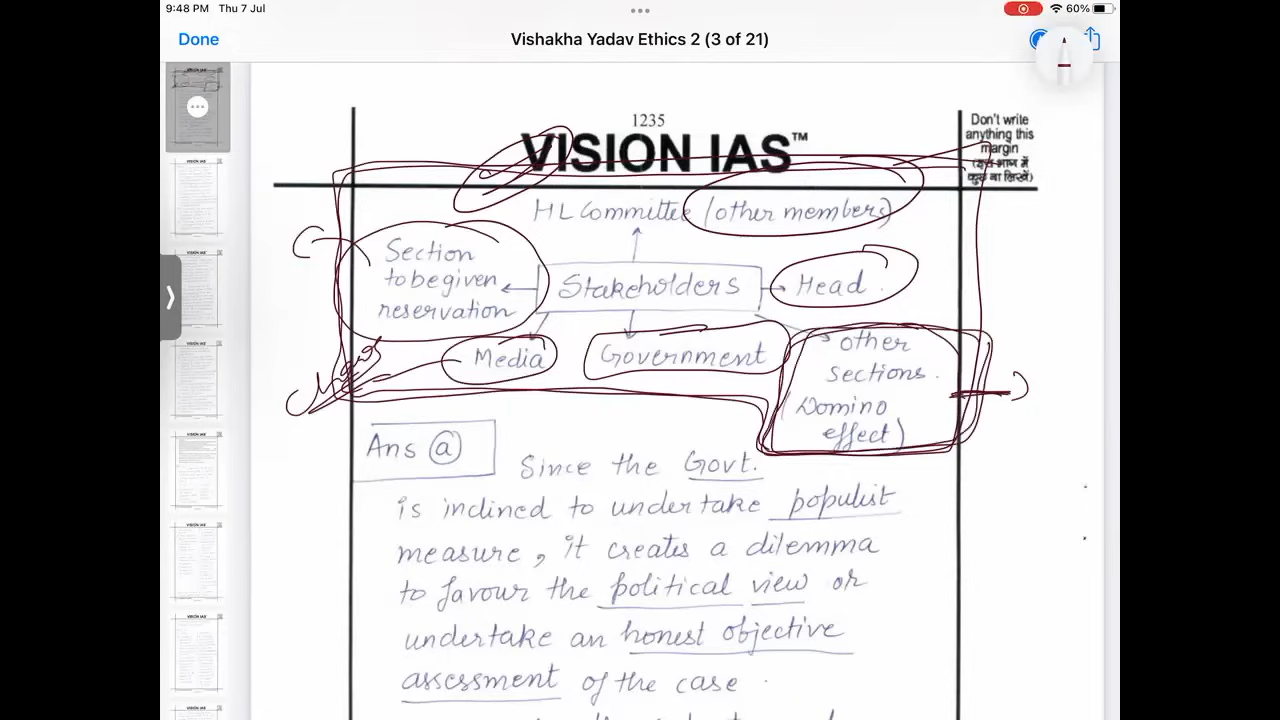 9:48 PM Thu 7 Jul
60%
Done
Vishakha Yadav Ethics 2 (3 of 21)
1235
VISION IAS™
Don't write
anything this
margin
(इस भाग में
कुछ ना लिखें)
HL Committee (other members)
Section
to be given
reservation
Stakeholders
Head
Media
Government
other
sections.
(Domino
effect)
Ans (a)
Since the Govt.
is inclined to undertake populist
measure, it creates a dilemma
to favour the political view or
undertake an honest objective
assessment of the case.